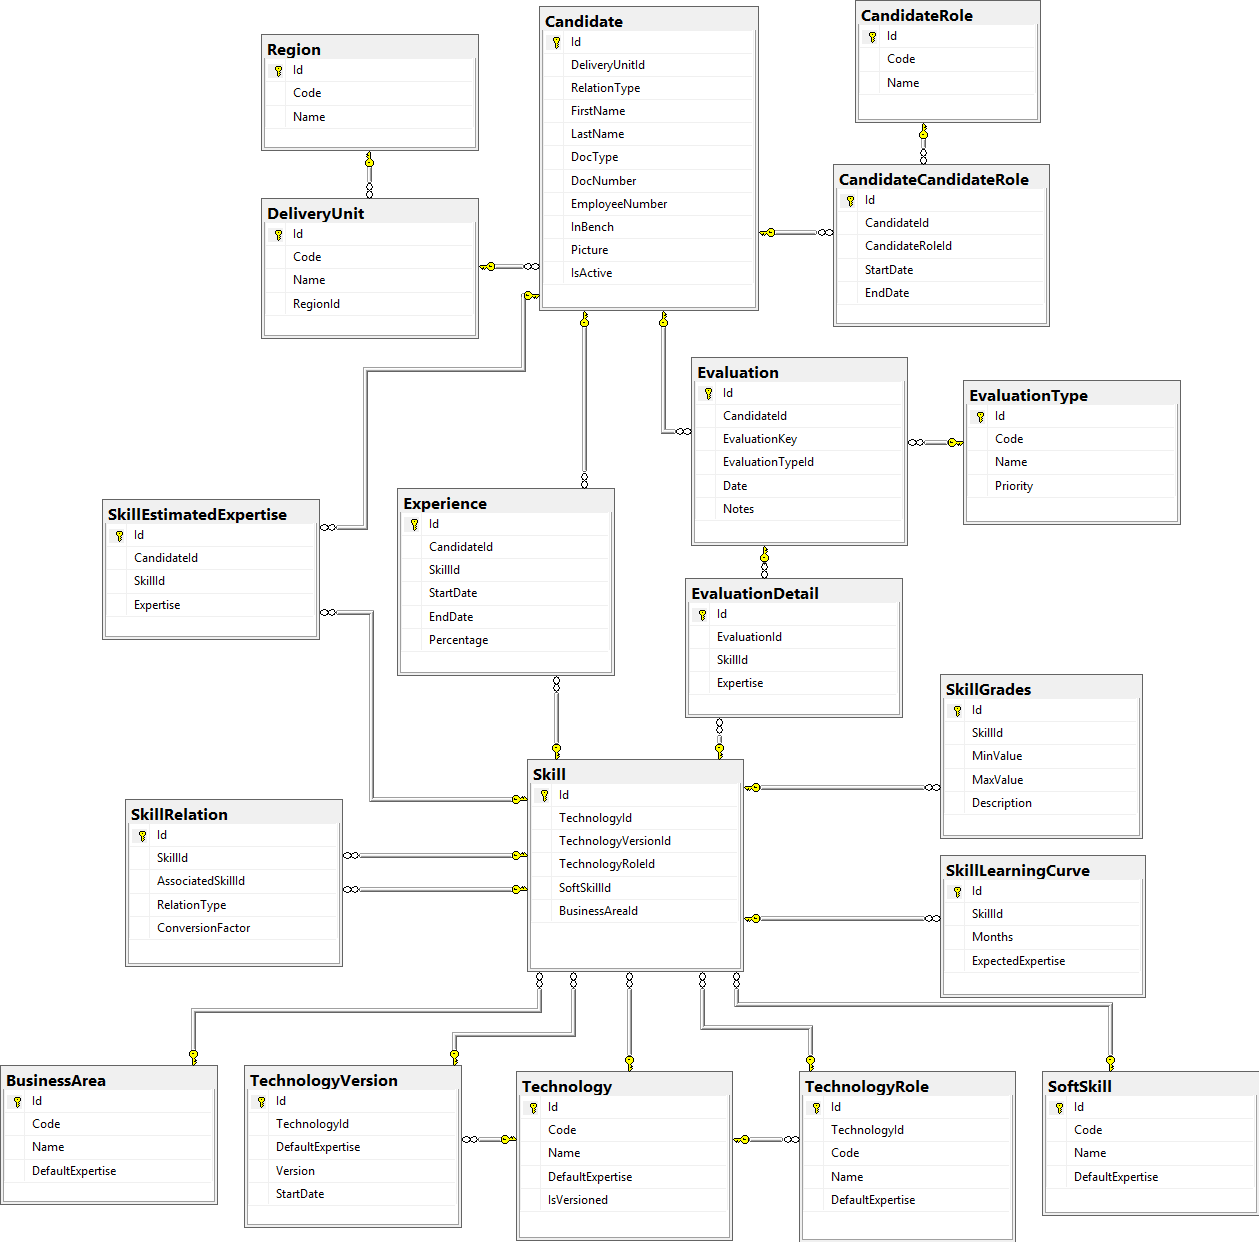 Candidate
Id
DeliveryUnitId
RelationType
FirstName
LastName
DocType
DocNumber
EmployeeNumber
InBench
Picture
IsActive
CandidateRole
Id
Code
Name
Region
Id
Code
Name
DeliveryUnit
Id
Code
Name
RegionId
CandidateCandidateRole
Id
CandidateId
CandidateRoleId
StartDate
EndDate
Evaluation
Id
CandidateId
EvaluationKey
EvaluationTypeId
Date
Notes
EvaluationType
Id
Code
Name
Priority
SkillEstimatedExpertise
Id
CandidateId
SkillId
Expertise
Experience
Id
CandidateId
SkillId
StartDate
EndDate
Percentage
EvaluationDetail
Id
EvaluationId
SkillId
Expertise
SkillGrades
Id
SkillId
MinValue
MaxValue
Description
Skill
Id
TechnologyId
TechnologyVersionId
TechnologyRoleId
SoftSkillId
BusinessAreaId
SkillRelation
Id
SkillId
AssociatedSkillId
RelationType
ConversionFactor
SkillLearningCurve
Id
SkillId
Months
ExpectedExpertise
BusinessArea
Id
Code
Name
DefaultExpertise
TechnologyVersion
Id
TechnologyId
DefaultExpertise
Version
StartDate
Technology
Id
Code
Name
DefaultExpertise
IsVersioned
TechnologyRole
Id
TechnologyId
Code
Name
DefaultExpertise
SoftSkill
Id
Code
Name
DefaultExpertise